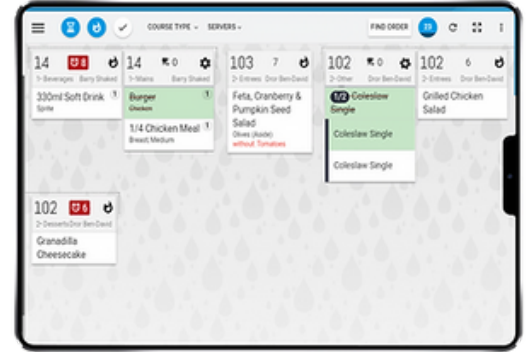 COURSE TYPE
SERVERS
FIND ORDER
14
8
1- Beverages Barry Shaked
330ml Soft Drink 1
Sprite
14
0
1-Mains Barry Shaked
Burger 1
Chicken
1/4 Chicken Meal 1
Breast, Medium
103
7
2- Entrees Dror Ben-David
Feta, Cranberry &
Pumpkin Seed
Salad
Olives (Aside)
without Tomatoes
102
0
2- Other Dror Ben-David
1/2 Coleslaw
Single
Coleslaw Single
Coleslaw Single
102
6
2- Entrees Dror Ben-David
Grilled Chicken
Salad
102
6
2- Desserts Dror Ben-David
Granadilla
Cheesecake